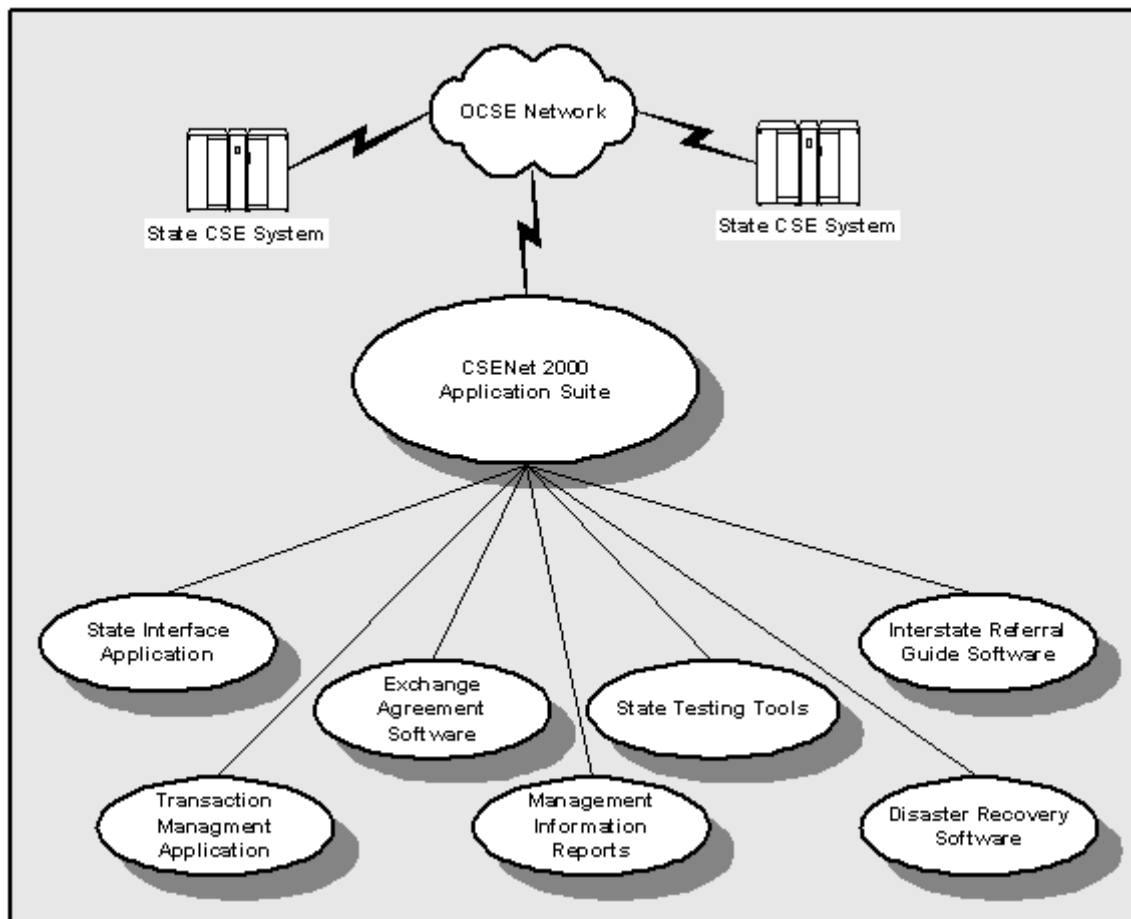 OCSE Network
State CSE System
State CSE System
CSENet 2000
Application Suite
State Interface
Application
Interstate Referral
Guide Software
Exchange
Agreement
Software
State Testing Tools
Transaction
Managment
Application
Management
Information
Reports
Disaster Recovery
Software